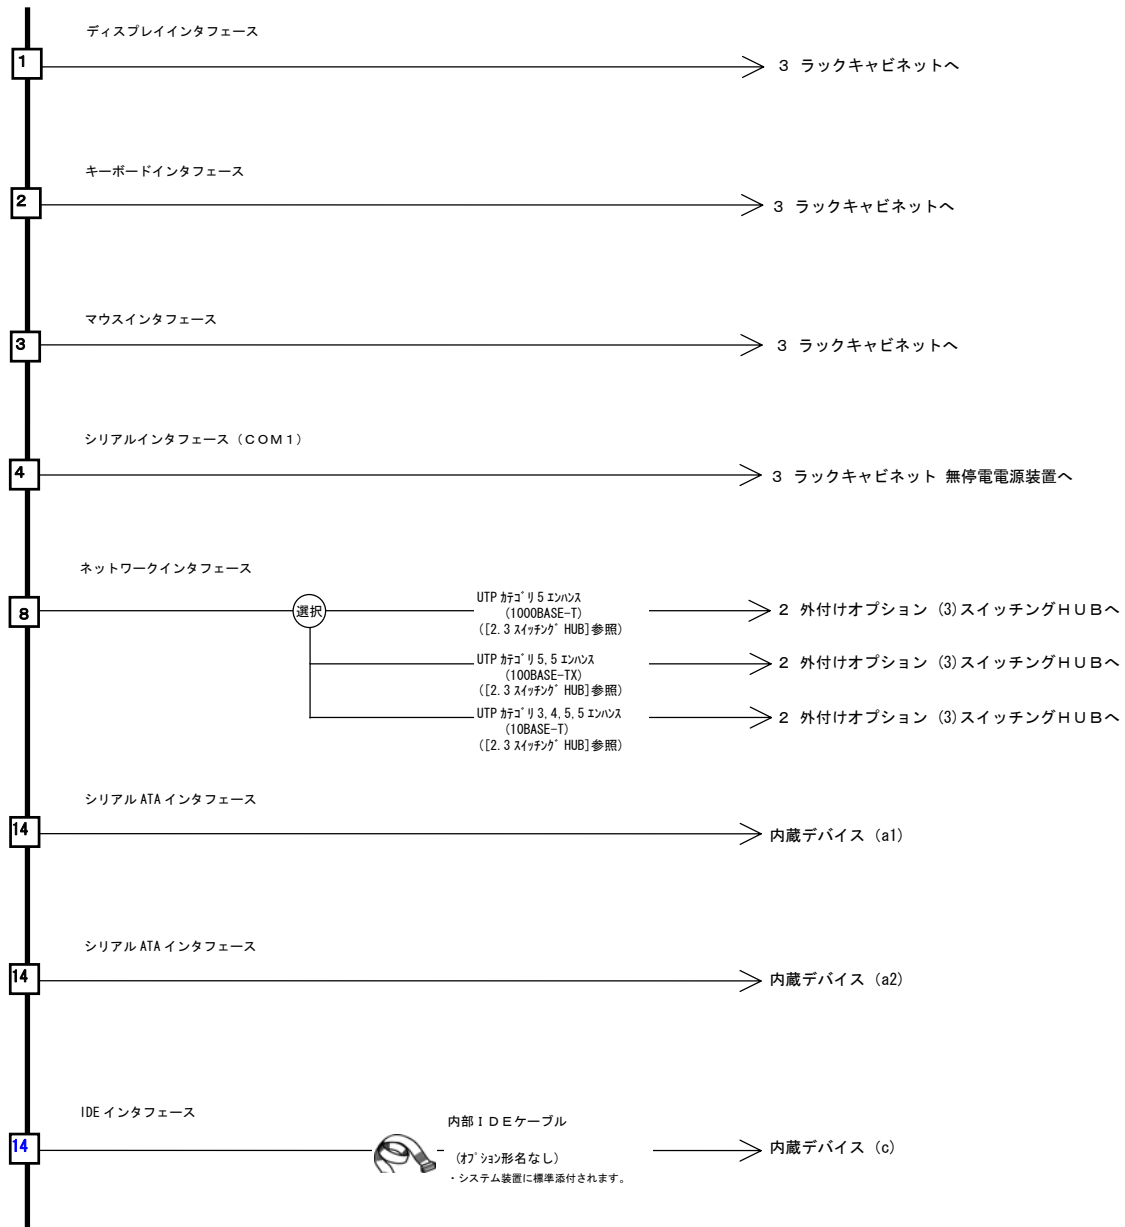 ディスプレイインタフェース
1
3 ラックキャビネットへ
キーボードインタフェース
2
3 ラックキャビネットへ
マウスインタフェース
3
3 ラックキャビネットへ
シリアルインタフェース（ＣＯＭ１）
4
3 ラックキャビネット 無停電電源装置へ
ネットワークインタフェース
8
選択
UTP ｶﾃｺﾞﾘ 5 ｴﾝﾊﾝｽ
(1000BASE-T)
([2.3 ｽｲｯﾁﾝｸﾞ HUB]参照)
2 外付けオプション (3)スイッチングＨＵＢへ
UTP ｶﾃｺﾞﾘ 5,5 ｴﾝﾊﾝｽ
(100BASE-TX)
([2.3 ｽｲｯﾁﾝｸﾞ HUB]参照)
2 外付けオプション (3)スイッチングＨＵＢへ
UTP ｶﾃｺﾞﾘ 3,4,5,5 ｴﾝﾊﾝｽ
(10BASE-T)
([2.3 ｽｲｯﾁﾝｸﾞ HUB]参照)
2 外付けオプション (3)スイッチングＨＵＢへ
シリアル ATA インタフェース
14
内蔵デバイス (a1)
シリアル ATA インタフェース
14
内蔵デバイス (a2)
IDE インタフェース
14
内部ＩＤＥケーブル
(ｵﾌﾟｼｮﾝ形名なし)
・システム装置に標準添付されます。
内蔵デバイス (c)